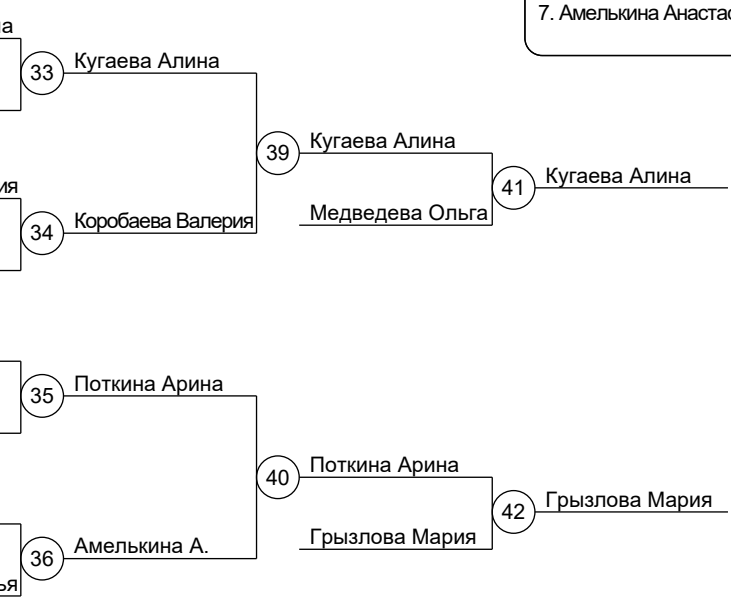 7. Амелькина
33 Кугаева Алина
39 Кугаева Алина
41 Кугаева Алина
34 Коробаева Валерия
Медведева Ольга
35 Поткина Арина
40 Поткина Арина
42 Грызлова Мария
36 Амелькина А.
Грызлова Мария